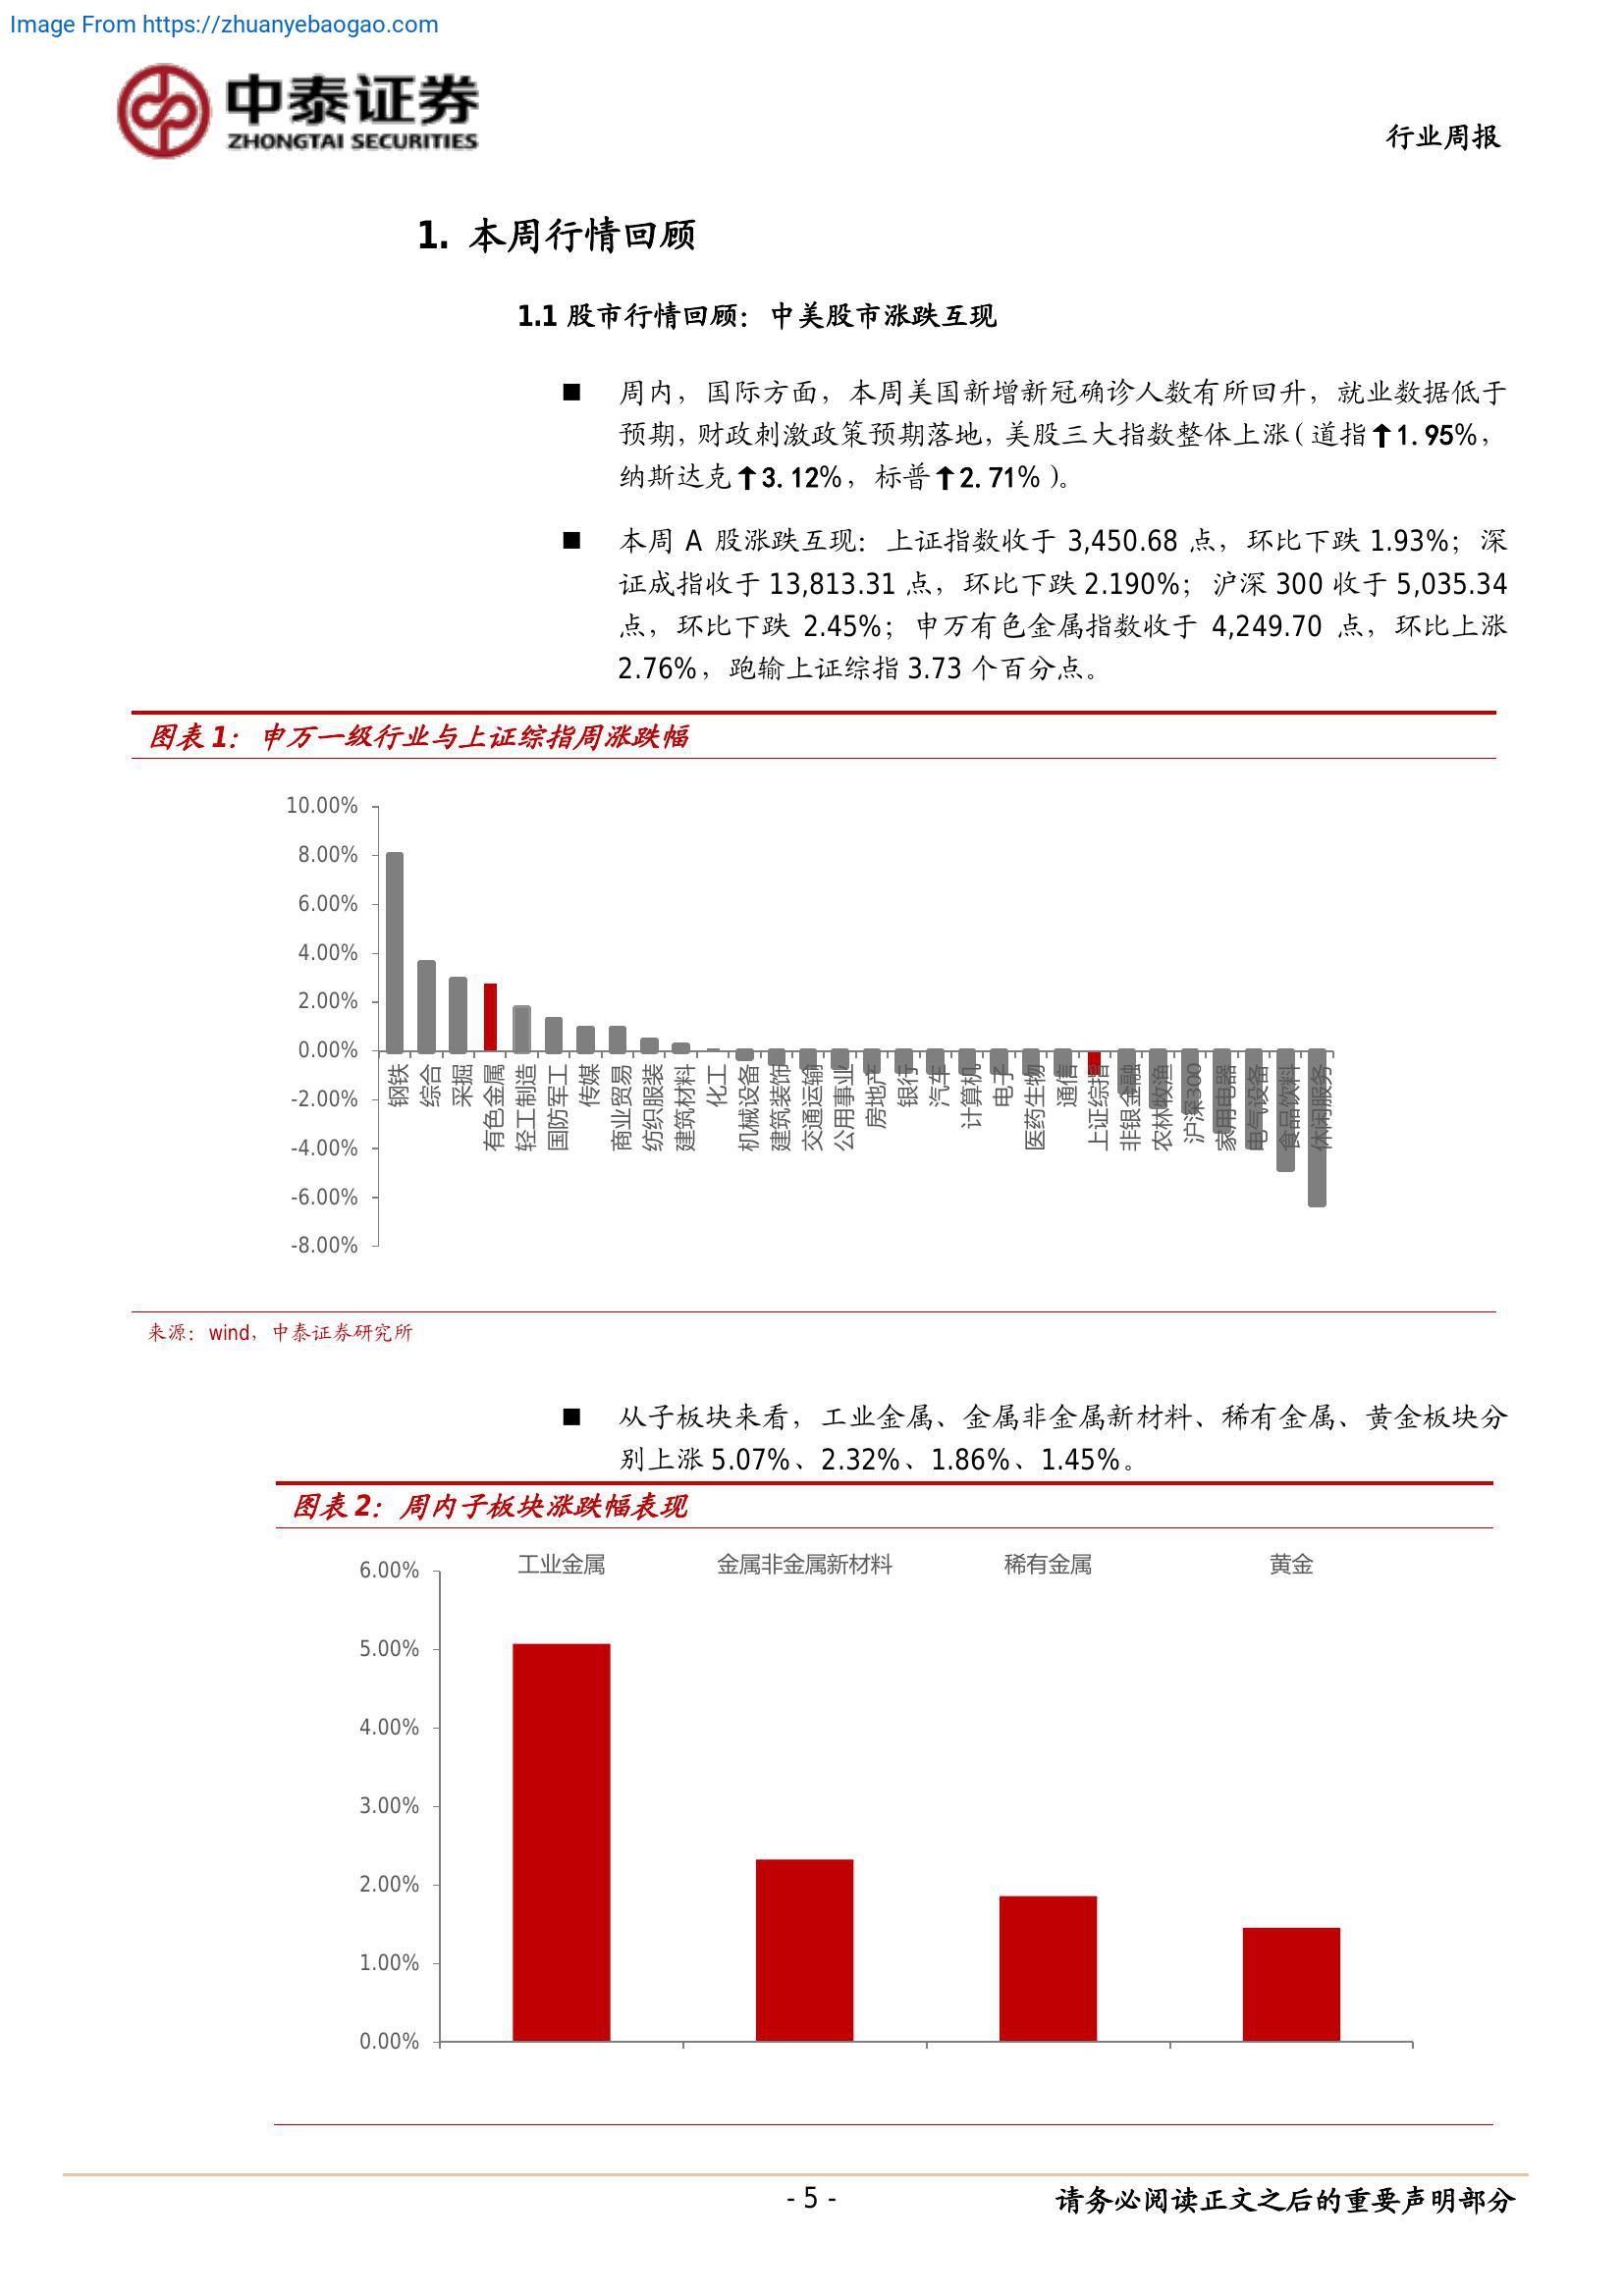 Image From https://zhuanyebaogao.com
中泰证券
ZHONGTAI SECURITIES
行业周报
1. 本周行情回顾
1.1 股市行情回顾：中美股市涨跌互现
■ 周内，国际方面，本周美国新增新冠确诊人数有所回升，就业数据低于
预期，财政刺激政策预期落地，美股三大指数整体上涨（道指↑1.95%，
纳斯达克↑3.12%，标普↑2.71%）。
■ 本周 A 股涨跌互现：上证指数收于 3,450.68 点，环比下跌 1.93%；深
证成指收于 13,813.31 点，环比下跌 2.190%；沪深 300 收于 5,035.34
点，环比下跌 2.45%；申万有色金属指数收于 4,249.70 点，环比上涨
2.76%，跑输上证综指 3.73 个百分点。
图表 1：申万一级行业与上证综指周涨跌幅
10.00%
8.00%
6.00%
4.00%
2.00%
0.00%
-2.00%
-4.00%
-6.00%
-8.00%
钢铁
综合
采掘
有色金属
轻工制造
国防军工
传媒
商业贸易
纺织服装
建筑材料
化工
机械设备
建筑装饰
交通运输
公用事业
房地产
银行
汽车
计算机
电子
医药生物
通信
上证综指
非银金融
农林牧渔
沪深300
家用电器
电气设备
食品饮料
休闲服务
来源：wind，中泰证券研究所
■ 从子板块来看，工业金属、金属非金属新材料、稀有金属、黄金板块分
别上涨 5.07%、2.32%、1.86%、1.45%。
图表 2：周内子板块涨跌幅表现
工业金属 金属非金属新材料 稀有金属 黄金
6.00%
5.00%
4.00%
3.00%
2.00%
1.00%
0.00%
- 5 -
请务必阅读正文之后的重要声明部分